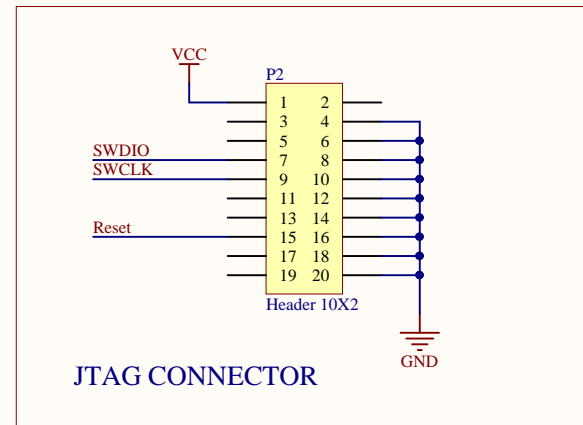 VCC
P2
1 2
3 4
5 6
SWDIO 7 8
SWCLK 9 10
11 12
13 14
Reset 15 16
17 18
19 20
Header 10X2
GND
JTAG CONNECTOR